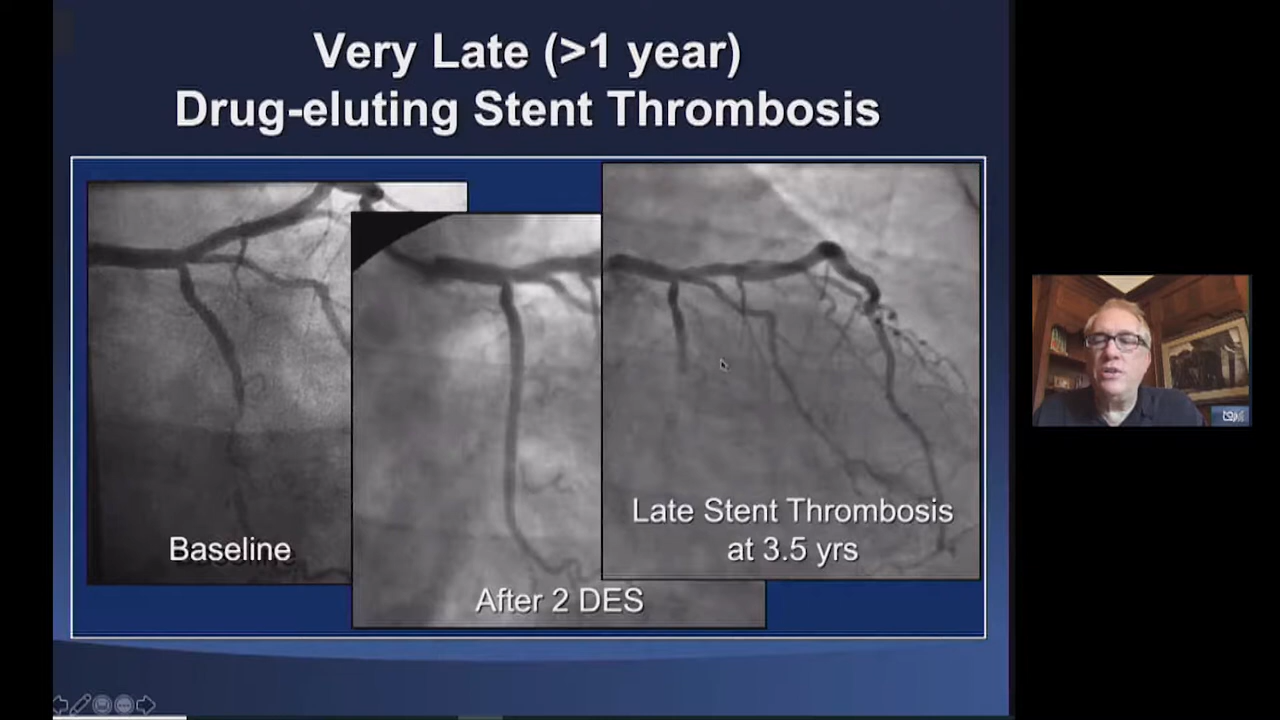 Very Late (>1 year)
Drug-eluting Stent Thrombosis
Baseline
After 2 DES
Late Stent Thrombosis
at 3.5 yrs